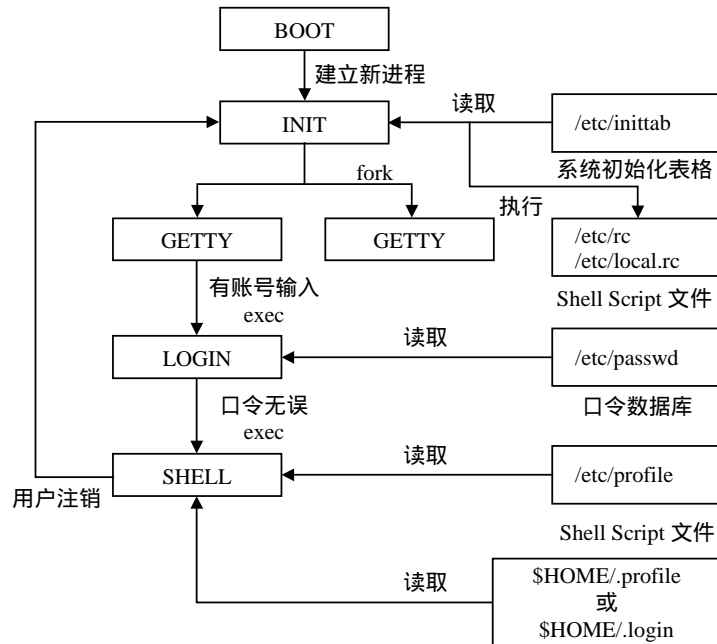 BOOT
建立新进程
INIT
读取
/etc/inittab
系统初始化表格
fork
执行
GETTY
GETTY
/etc/rc
/etc/local.rc
Shell Script 文件
有账号输入
exec
LOGIN
读取
/etc/passwd
口令数据库
口令无误
exec
SHELL
读取
/etc/profile
用户注销
Shell Script 文件
读取
$HOME/.profile
或
$HOME/.login